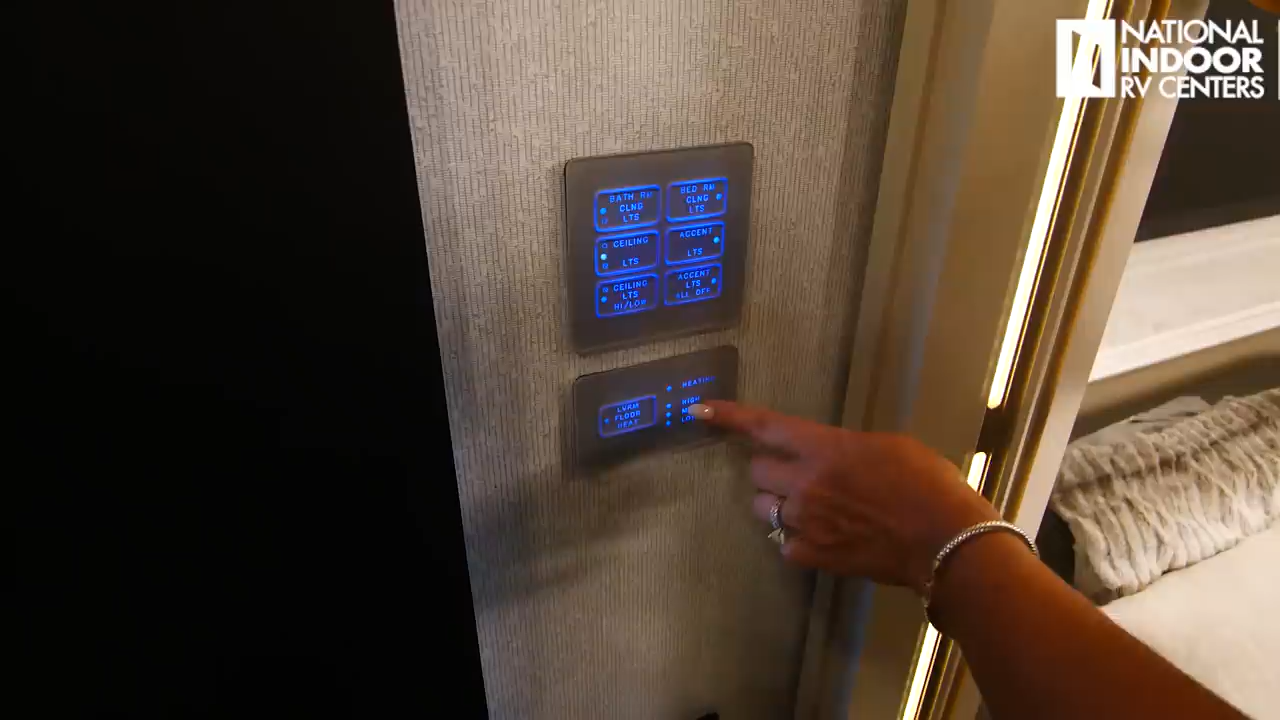 NATIONAL
INDOOR
RV CENTERS
BATH RM
CLNG
LTS
BED RM
CLNG
LTS
CEILING
LTS
ACCENT
LTS
CEILING
LTS
HI/LOW
ACCENT
LTS
ALL OFF
LVRM
FLOOR
HEAT
HEATING
HIGH